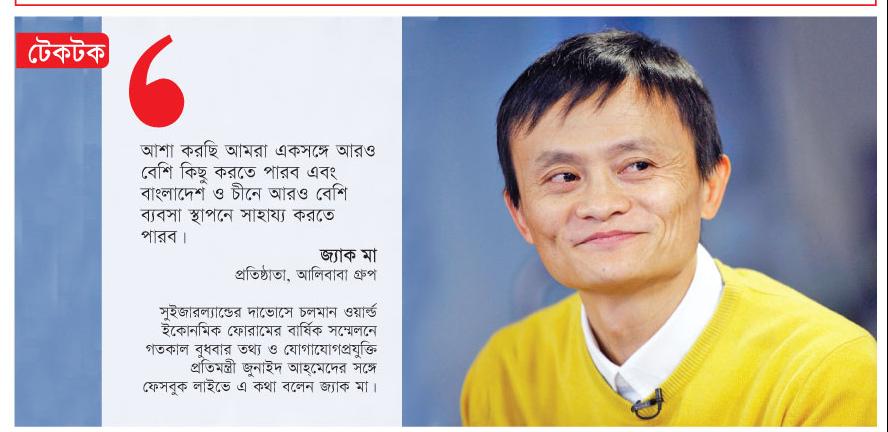 টেকটক
আশা করছি আমরা একসঙ্গে আরও
বেশি কিছু করতে পারব এবং
বাংলাদেশ ও চীনে আরও বেশি
ব্যবসা স্থাপনে সাহায্য করতে
পারব।
জ্যাক মা
প্রতিষ্ঠাতা, আলিবাবা গ্রুপ
সুইজারল্যান্ডের দাভোসে চলমান ওয়ার্ল্ড
ইকোনমিক ফোরামের বার্ষিক সম্মেলনে
গতকাল বুধবার তথ্য ও যোগাযোগপ্রযুক্তি
প্রতিমন্ত্রী জুনাইদ আহ্‌মেদের সঙ্গে
ফেসবুক লাইভে এ কথা বলেন জ্যাক মা।